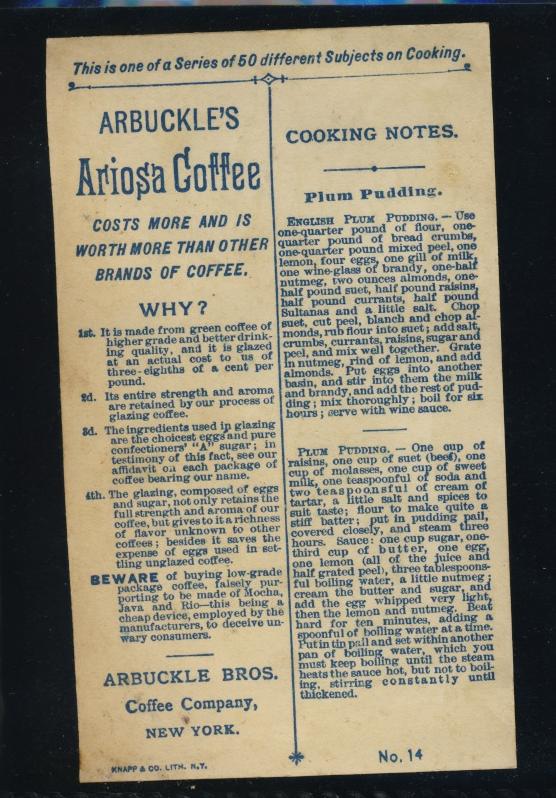 This is one of a Series of 50 different Subjects on Cooking.
ARBUCKLE'S
Ariosa Coffee
COSTS MORE AND IS
WORTH MORE THAN OTHER
BRANDS OF COFFEE.
WHY?
1st. It is made from green coffee of
higher grade and better drink-
ing quality, and it is glazed
at an actual cost to us of
three-eighths of a cent per
pound.
2d. Its entire strength and aroma
are retained by our process of
glazing coffee.
3d. The ingredients used in glazing
are the choicest eggs and pure
confectioners' "A" sugar; in
testimony of this fact, see our
affidavit on each package of
coffee bearing our name.
4th. The glazing, composed of eggs
and sugar, not only retains the
full strength and aroma of our
coffee, but gives to it a richness
of flavor unknown to other
coffees; besides it saves the
expense of eggs used in set-
tling unglazed coffee.
BEWARE of buying low-grade
package coffee, falsely pur-
porting to be made of Mocha,
Java and Rio—this being a
cheap device, employed by the
manufacturers, to deceive un-
wary consumers.
ARBUCKLE BROS.
Coffee Company,
NEW YORK.
KNAPP & CO. LITH. N.Y.
COOKING NOTES.
Plum Pudding.
ENGLISH PLUM PUDDING. — Use
one-quarter pound of flour, one-
quarter pound of bread crumbs,
one-quarter pound mixed peel, one
lemon, four eggs, one gill of milk,
one wine-glass of brandy, one-half
nutmeg, two ounces almonds, one-
half pound suet, half pound raisins,
half pound currants, half pound
Sultanas and a little salt. Chop
suet, cut peel, blanch and chop al-
monds, rub flour into suet; add salt,
crumbs, currants, raisins, sugar and
peel, and mix well together. Grate
in nutmeg, rind of lemon, and add
almonds. Put eggs into another
basin, and stir into them the milk
and brandy, and add the rest of pud-
ding; mix thoroughly; boil for six
hours; serve with wine sauce.
PLUM PUDDING. — One cup of
raisins, one cup of suet (beef), one
cup of molasses, one cup of sweet
milk, one teaspoonful of soda and
two teaspoonsful of cream of
tartar, a little salt and spices to
suit taste; flour to make quite a
stiff batter; put in pudding pail,
covered closely, and steam three
hours. Sauce: one cup sugar, one-
third cup of butter, one egg,
one lemon (all of the juice and
half grated peel), three tablespoons-
ful boiling water, a little nutmeg;
cream the butter and sugar, and
add the egg whipped very light,
then the lemon and nutmeg. Beat
hard for ten minutes, adding a
spoonful of boiling water at a time.
Put in tin pail and set within another
pan of boiling water, which you
must keep boiling until the steam
heats the sauce hot, but not to boil-
ing, stirring constantly until
thickened.
No. 14